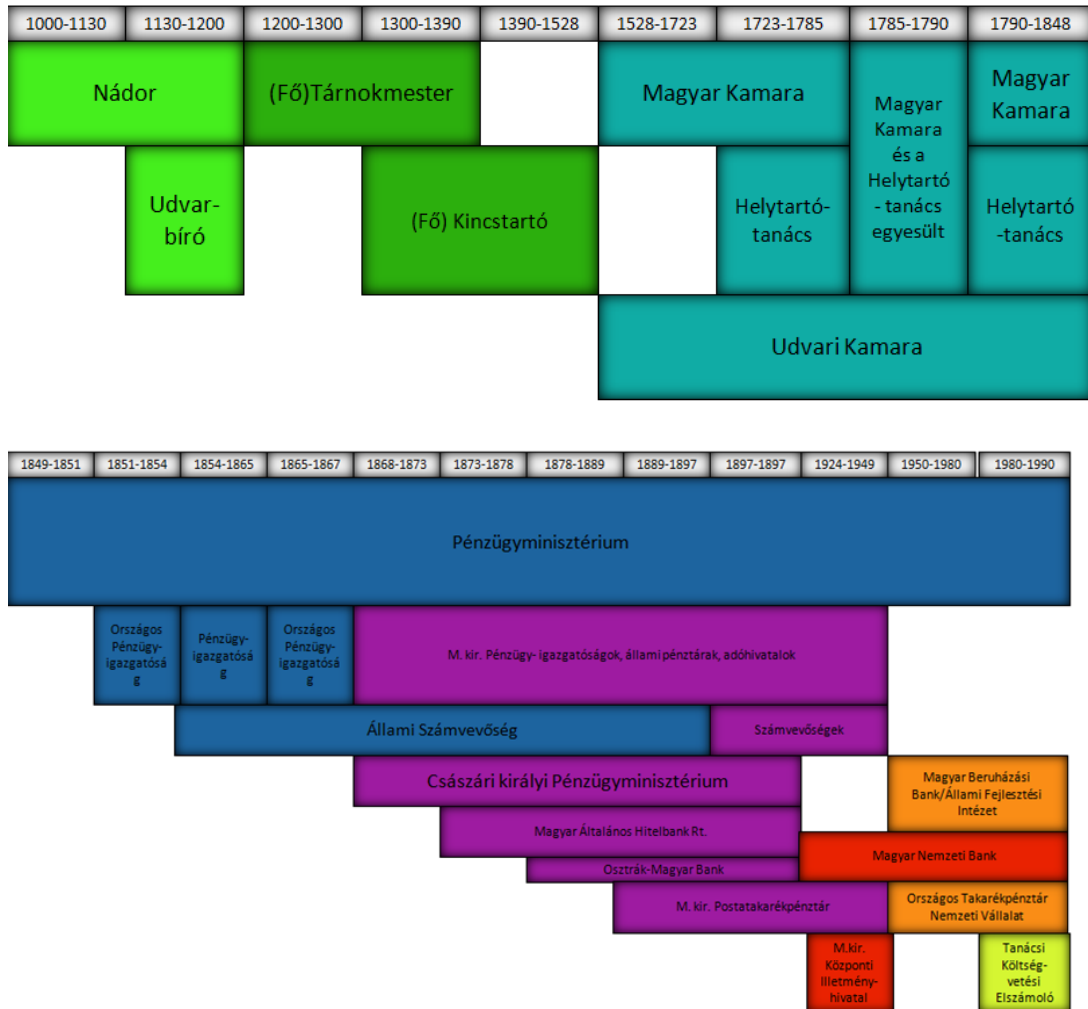 1000-1130 1130-1200 1200-1300 1300-1390 1390-1528 1528-1723 1723-1785 1785-1790 1790-1848
Nádor
(Fő)Tárnokmester
Magyar Kamara
Magyar
Kamara
és a
Helytartó
- tanács
egyesült
Magyar
Kamara
Udvar-
bíró
(Fő) Kincstartó
Helytartó-
tanács
Helytartó
-tanács
Udvari Kamara
1849-1851 1851-1854 1854-1865 1865-1867 1868-1873 1873-1878 1878-1889 1889-1897 1897-1897 1924-1949 1950-1980 1980-1990
Pénzügyminisztérium
Országos
Pénzügy-
igazgatósá
g
Pénzügy-
igazgatósá
g
Országos
Pénzügy-
igazgatósá
g
M. kir. Pénzügy- igazgatóságok, állami pénztárak, adóhivatalok
Állami Számvevőség
Számvevőségek
Császári királyi Pénzügyminisztérium
Magyar Beruházási
Bank/Állami Fejlesztési
Intézet
Magyar Általános Hitelbank Rt.
Magyar Nemzeti Bank
Osztrák-Magyar Bank
M. kir. Postatakarékpénztár
Országos Takarékpénztár
Nemzeti Vállalat
M.kir.
Központi
Illetmény-
hivatal
Tanácsi
Költség-
vetési
Elszámoló